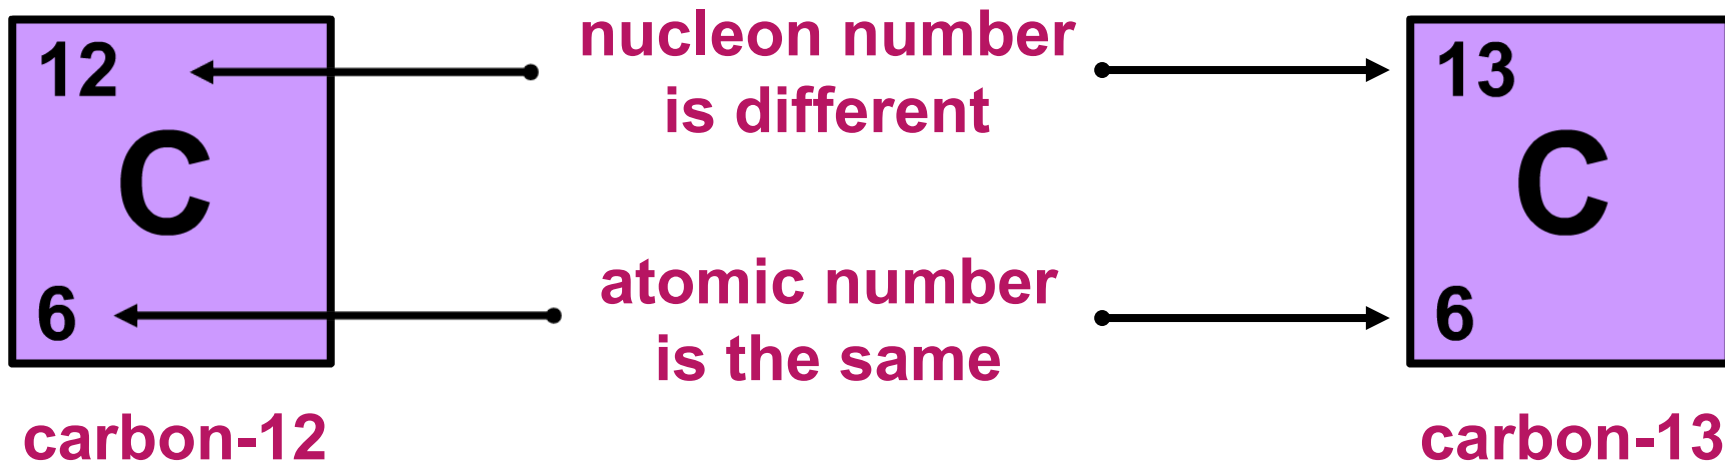 12
C
6
carbon-12
nucleon number
is different
atomic number
is the same
13
C
6
carbon-13